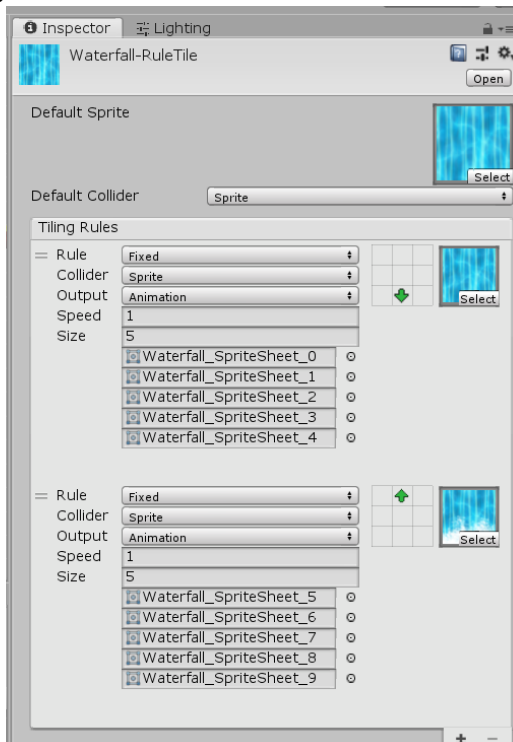 Inspector Lighting
Waterfall-RuleTile
Open
Default Sprite
Select
Default Collider Sprite
Tiling Rules
Rule Fixed
Collider Sprite
Output Animation Select
Speed 1
Size 5
Waterfall_SpriteSheet_0
Waterfall_SpriteSheet_1
Waterfall_SpriteSheet_2
Waterfall_SpriteSheet_3
Waterfall_SpriteSheet_4
Rule Fixed
Collider Sprite
Output Animation Select
Speed 1
Size 5
Waterfall_SpriteSheet_5
Waterfall_SpriteSheet_6
Waterfall_SpriteSheet_7
Waterfall_SpriteSheet_8
Waterfall_SpriteSheet_9